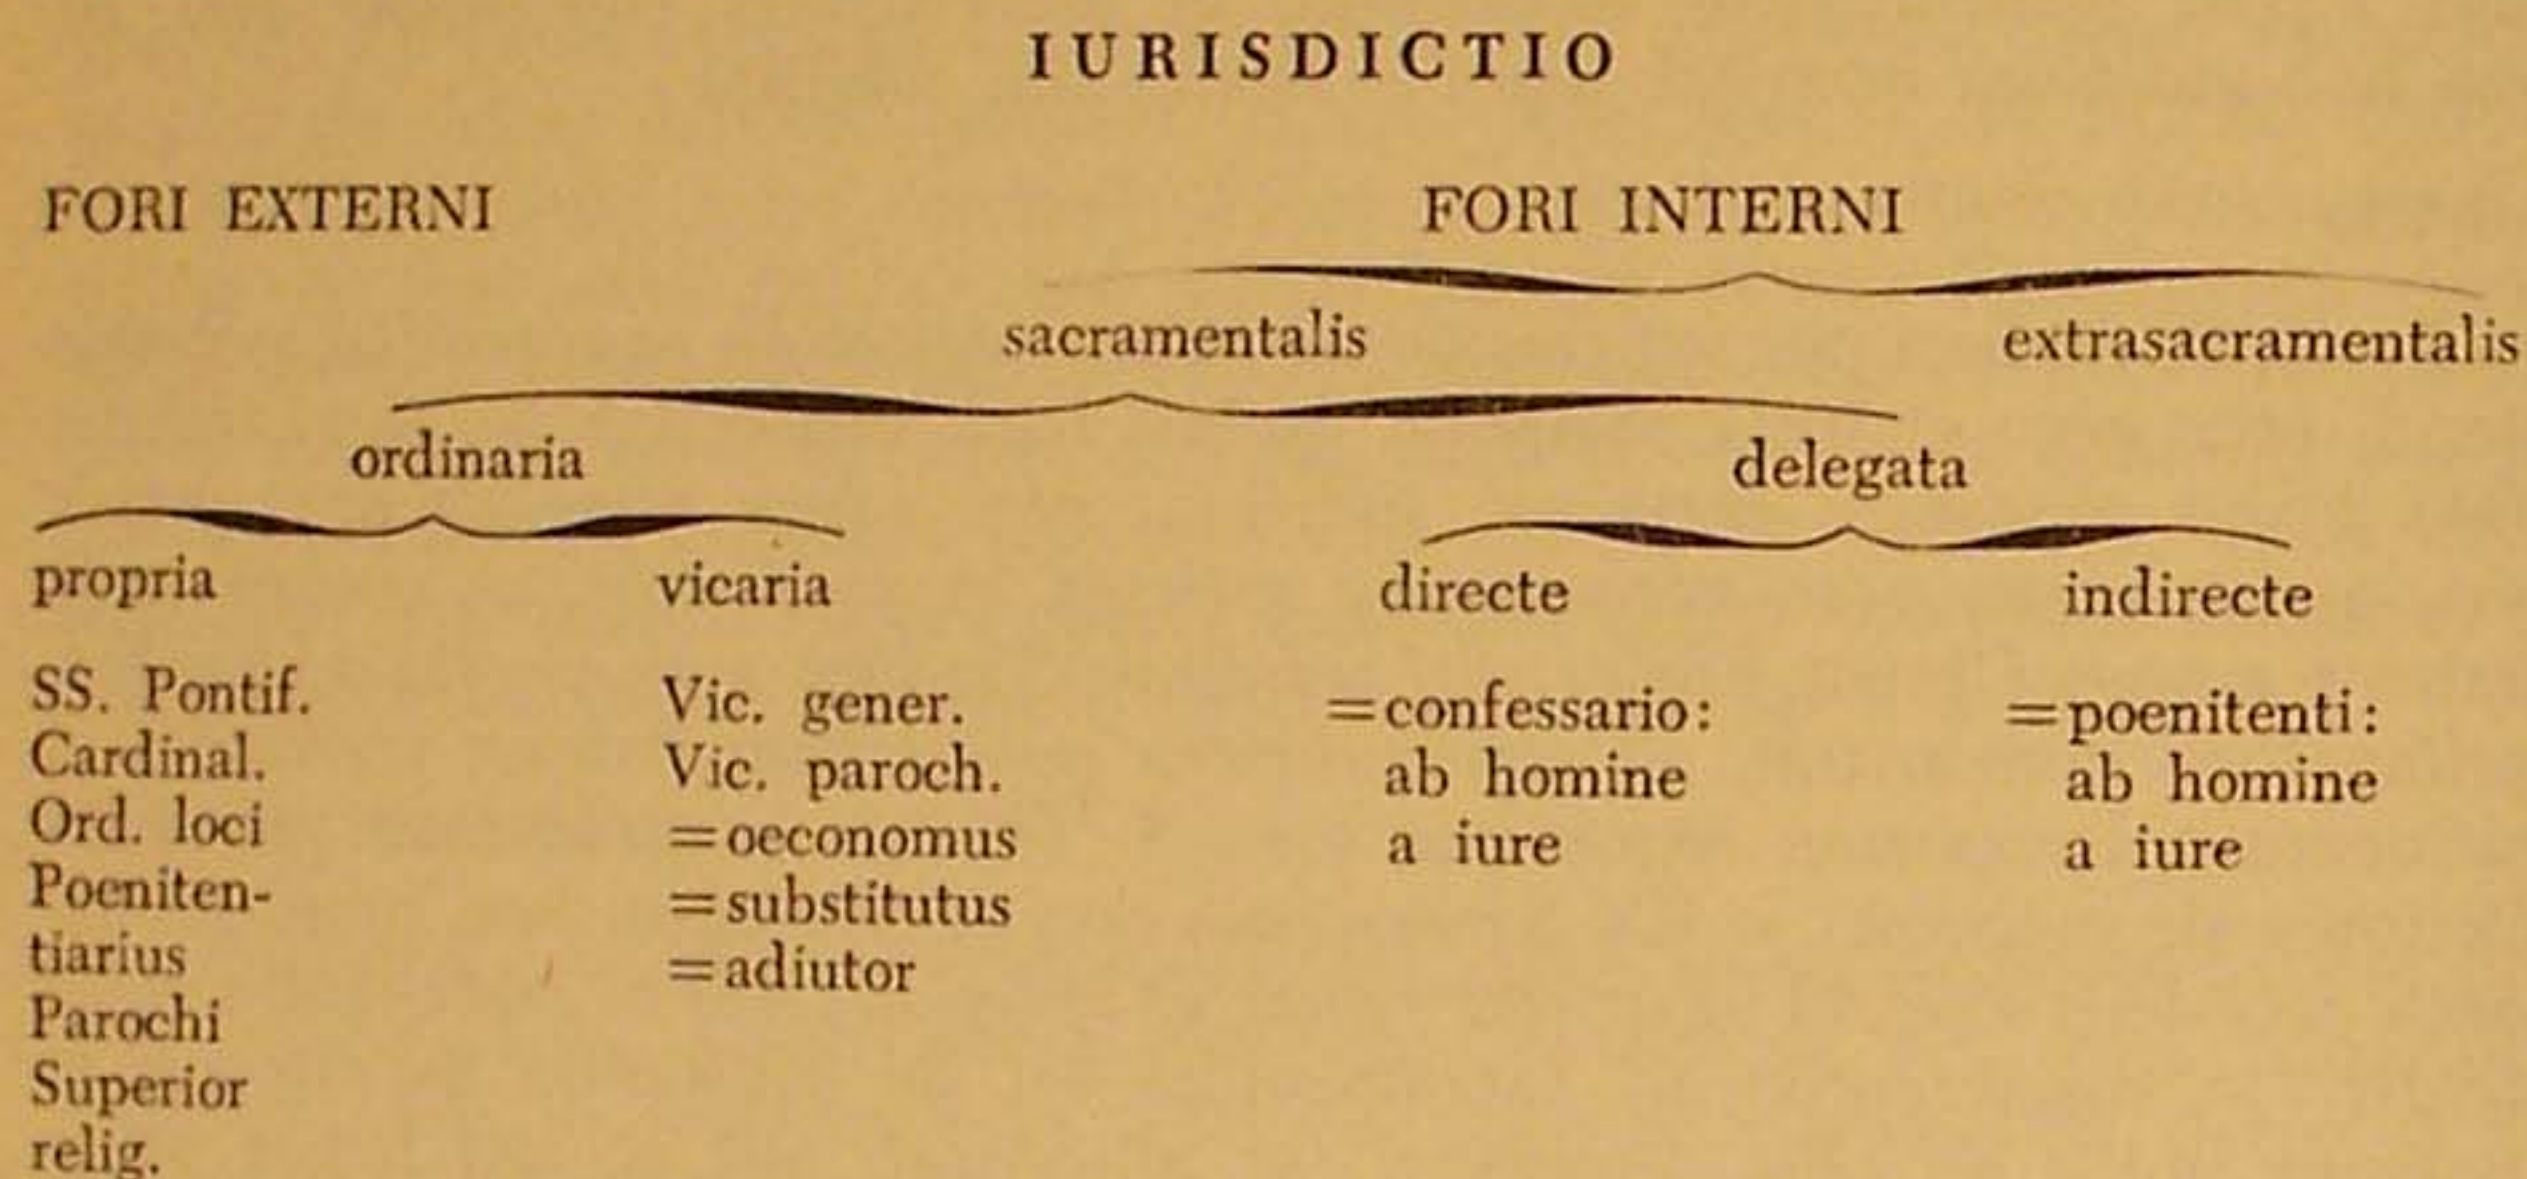 IURISDICTIO
FORI EXTERNI FORI INTERNI
sacramentalis extrasacramentalis
ordinaria delegata
propria vicaria directe indirecte
SS. Pontif. Vic. gener. =confessario: =poenitenti:
Cardinal. Vic. paroch. ab homine ab homine
Ord. loci =oeconomus a iure a iure
Poeniten- =substitutus
tiarius =adiutor
Parochi
Superior
relig.